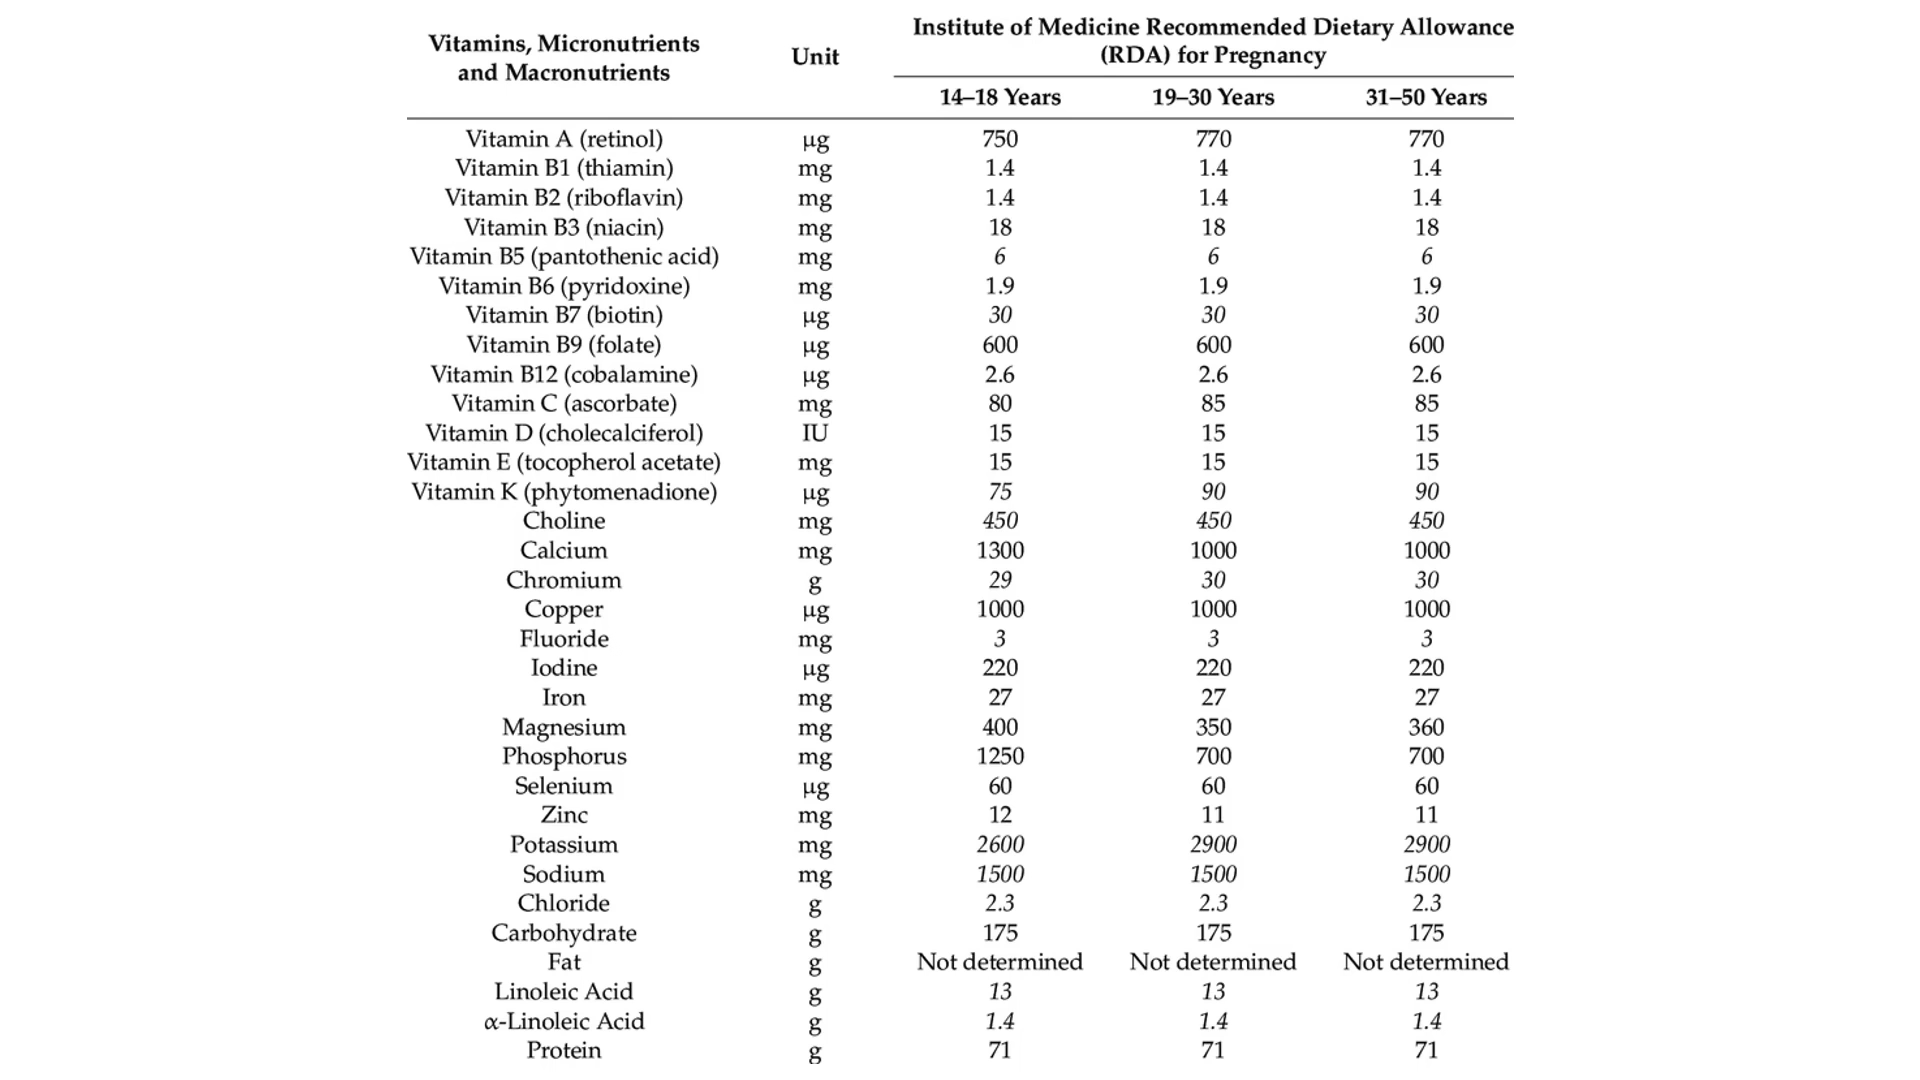 Vitamins, Micronutrients and Macronutrients Unit Institute of Medicine Recommended Dietary Allowance (RDA) for Pregnancy
14–18 Years 19–30 Years 31–50 Years
Vitamin A (retinol) μg 750 770 770
Vitamin B1 (thiamin) mg 1.4 1.4 1.4
Vitamin B2 (riboflavin) mg 1.4 1.4 1.4
Vitamin B3 (niacin) mg 18 18 18
Vitamin B5 (pantothenic acid) mg 6 6 6
Vitamin B6 (pyridoxine) mg 1.9 1.9 1.9
Vitamin B7 (biotin) μg 30 30 30
Vitamin B9 (folate) μg 600 600 600
Vitamin B12 (cobalamine) μg 2.6 2.6 2.6
Vitamin C (ascorbate) mg 80 85 85
Vitamin D (cholecalciferol) IU 15 15 15
Vitamin E (tocopherol acetate) mg 15 15 15
Vitamin K (phytomenadione) μg 75 90 90
Choline mg 450 450 450
Calcium mg 1300 1000 1000
Chromium g 29 30 30
Copper μg 1000 1000 1000
Fluoride mg 3 3 3
Iodine μg 220 220 220
Iron mg 27 27 27
Magnesium mg 400 350 360
Phosphorus mg 1250 700 700
Selenium μg 60 60 60
Zinc mg 12 11 11
Potassium mg 2600 2900 2900
Sodium mg 1500 1500 1500
Chloride g 2.3 2.3 2.3
Carbohydrate g 175 175 175
Fat g Not determined Not determined Not determined
Linoleic Acid g 13 13 13
α-Linoleic Acid g 1.4 1.4 1.4
Protein g 71 71 71